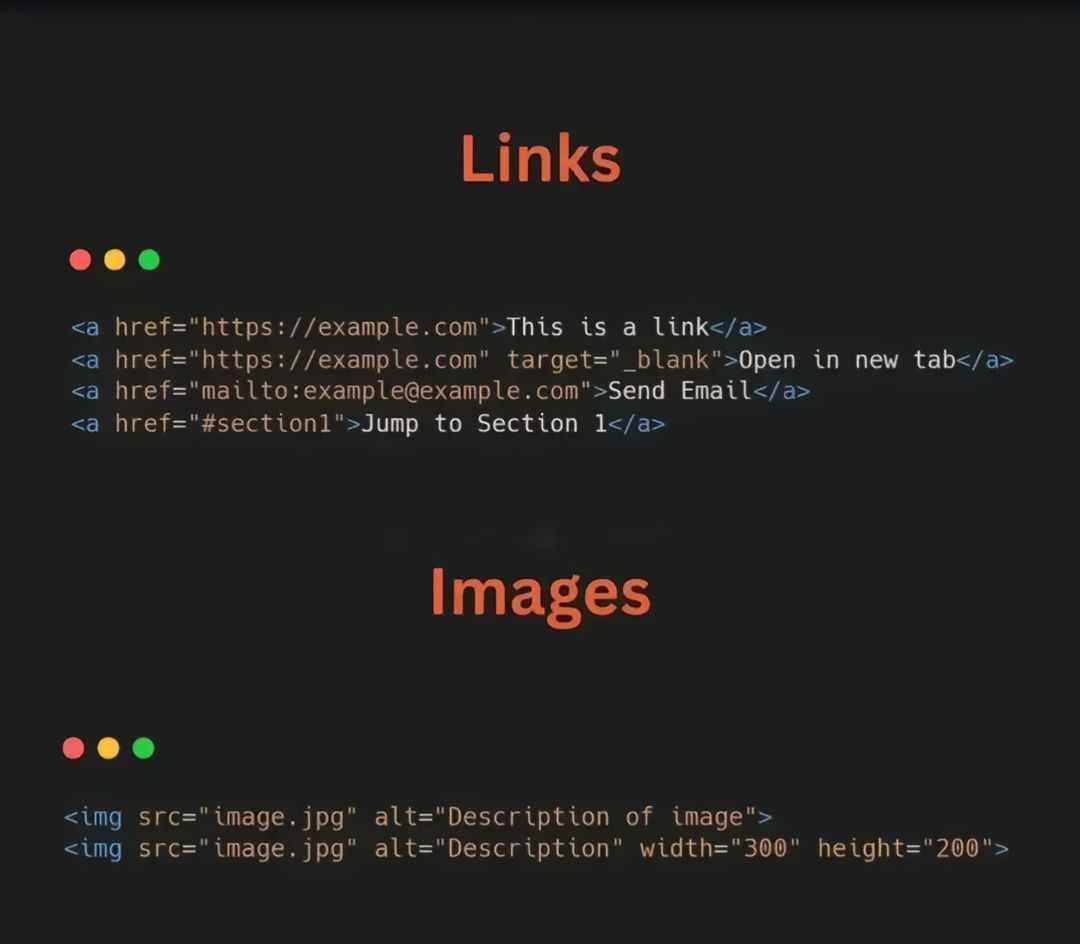 Links
<a href="https://example.com">This is a link</a>
<a href="https://example.com" target="_blank">Open in new tab</a>
<a href="mailto:example@example.com">Send Email</a>
<a href="#section1">Jump to Section 1</a>
Images
<img src="image.jpg" alt="Description of image">
<img src="image.jpg" alt="Description" width="300" height="200">